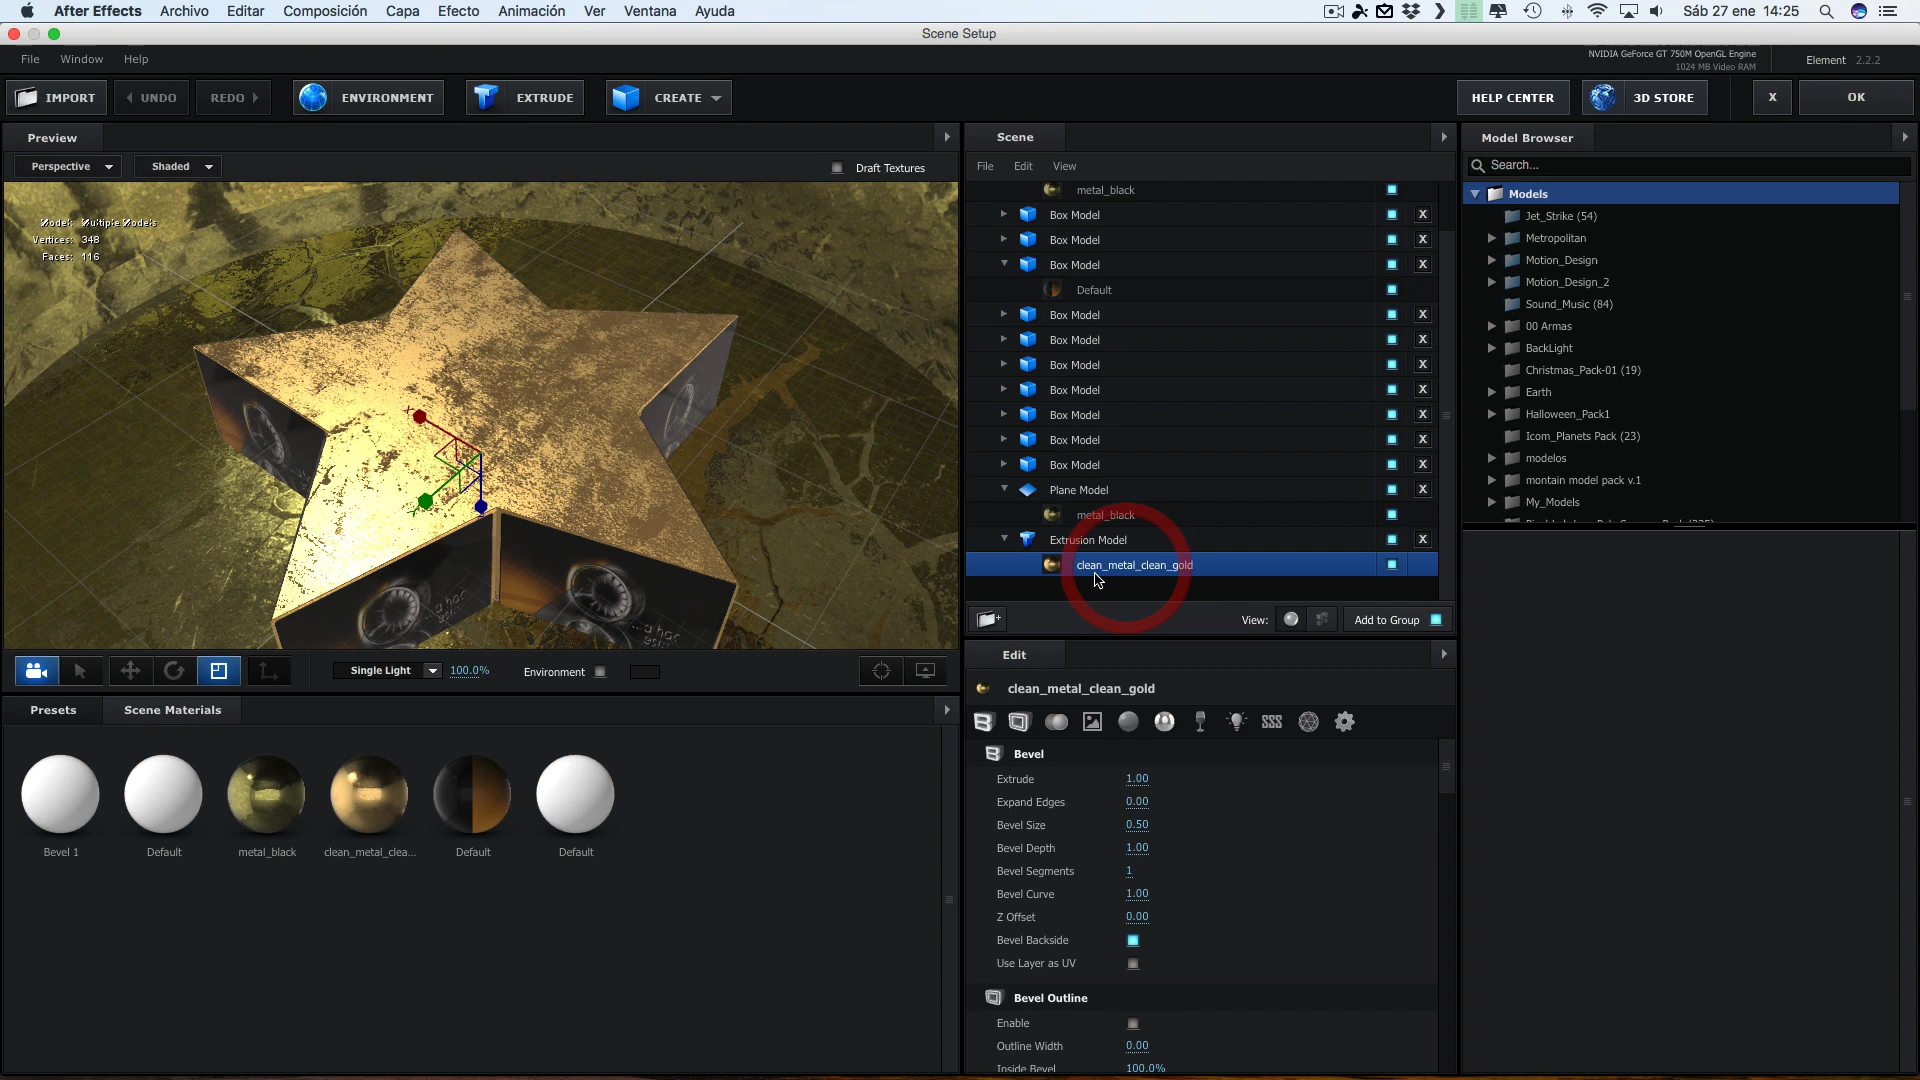 After Effects Archivo Editar Composición Capa Efecto Animación Ver Ventana Ayuda Sáb 27 ene 14:25
Scene Setup
File Window Help
NVIDIA GeForce GT 750M OpenGL Engine
1024 MB Video RAM
Element 2.2.2
IMPORT UNDO REDO ENVIRONMENT EXTRUDE CREATE HELP CENTER 3D STORE X OK
Preview
Perspective Shaded Draft Textures
Model: Multiple Models
Vertices: 348
Faces: 116
Single Light 100.0% Environment
Presets Scene Materials
Bevel 1 Default metal_black clean_metal_clea... Default Default
Scene
File Edit View
metal_black
Box Model X
Box Model X
Box Model X
Default
Box Model X
Box Model X
Box Model X
Box Model X
Box Model X
Box Model X
Box Model X
Plane Model X
metal_black
Extrusion Model X
clean_metal_clean_gold
View: Add to Group
Edit
clean_metal_clean_gold
Bevel
Extrude 1.00
Expand Edges 0.00
Bevel Size 0.50
Bevel Depth 1.00
Bevel Segments 1
Bevel Curve 1.00
Z Offset 0.00
Bevel Backside
Use Layer as UV
Bevel Outline
Enable
Outline Width 0.00
Inside Bevel 100.0%
Model Browser
Search...
Models
Jet_Strike (54)
Metropolitan
Motion_Design
Motion_Design_2
Sound_Music (84)
00 Armas
BackLight
Christmas_Pack-01 (19)
Earth
Halloween_Pack1
Icom_Planets Pack (23)
modelos
montain model pack v.1
My_Models